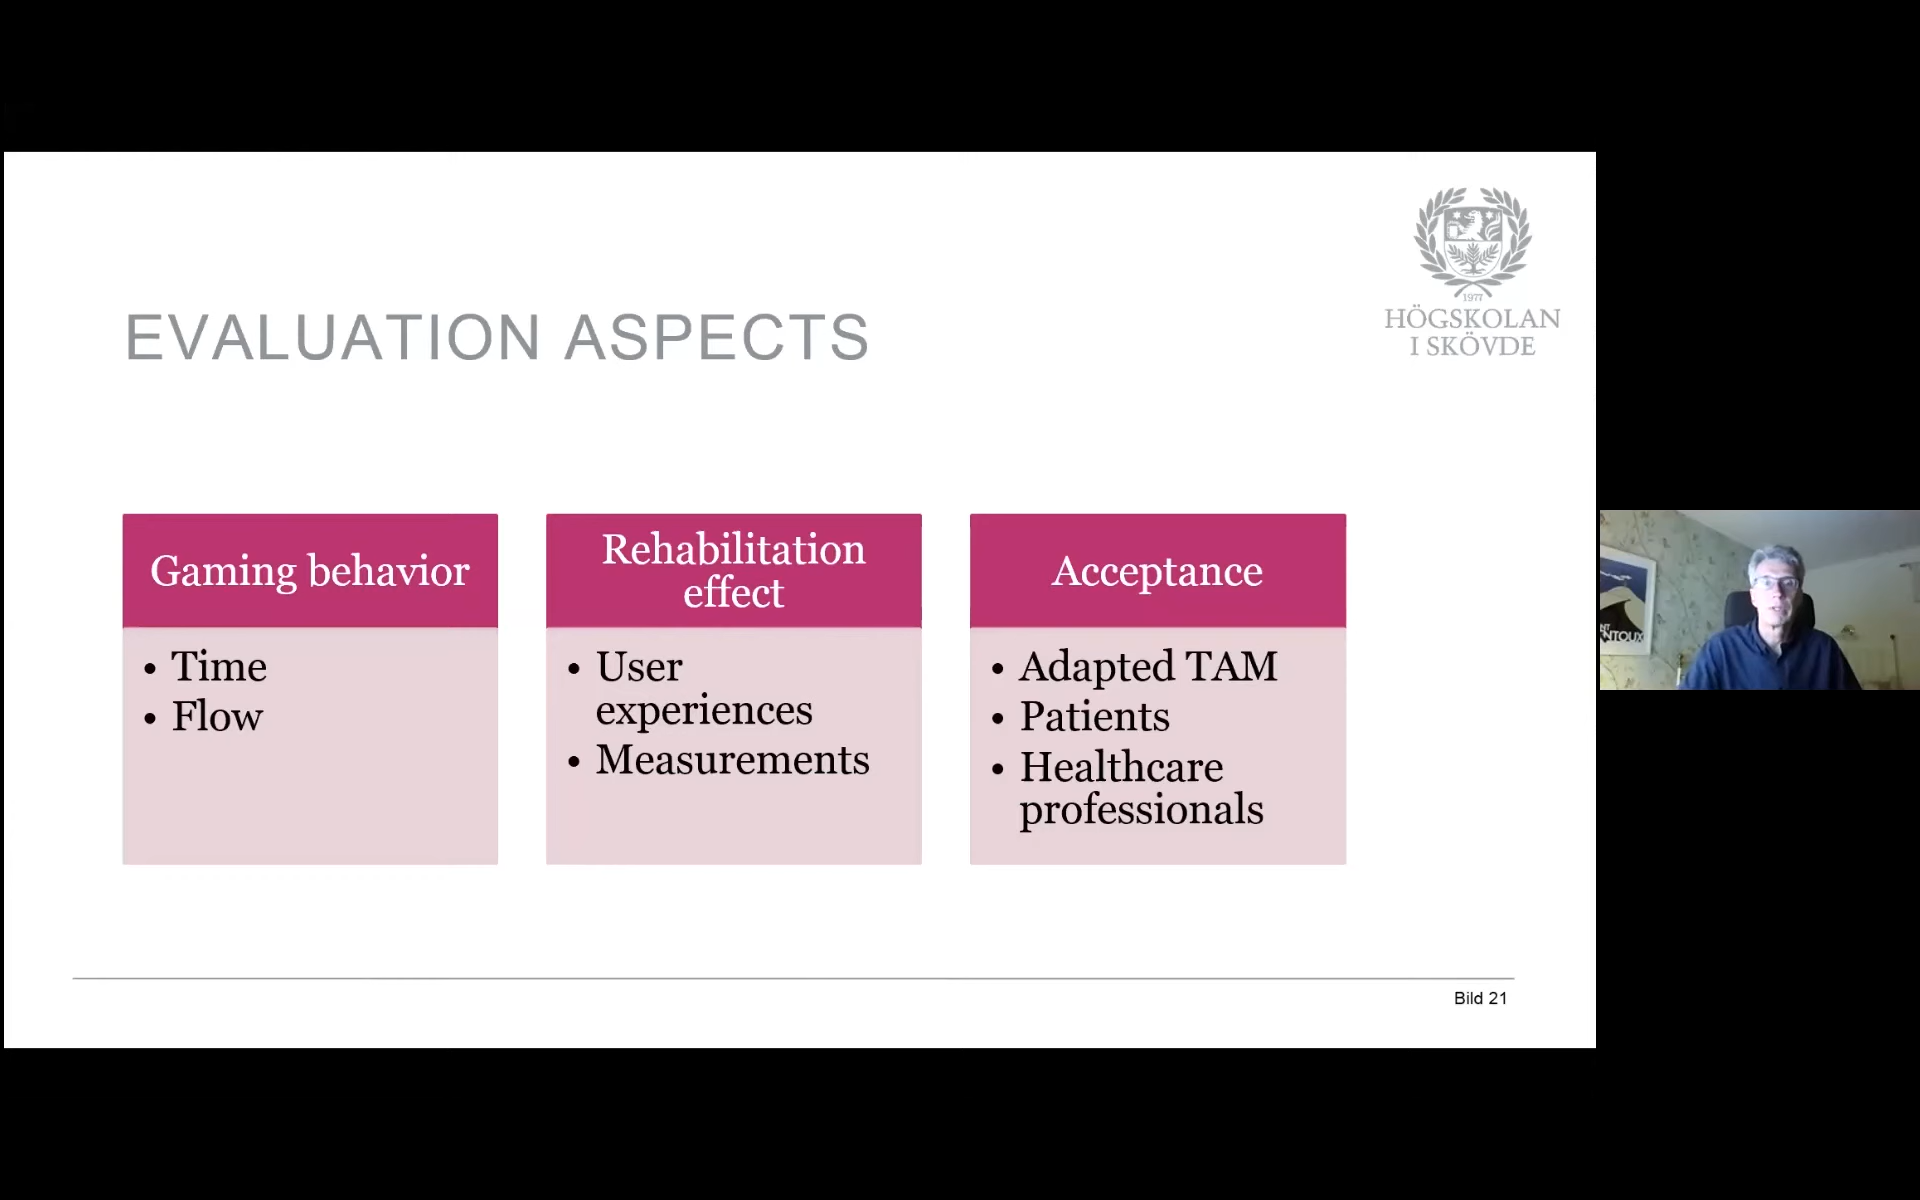 1977
HÖGSKOLAN
I SKÖVDE
EVALUATION ASPECTS
Gaming behavior
• Time
• Flow
Rehabilitation
effect
• User
experiences
• Measurements
Acceptance
• Adapted TAM
• Patients
• Healthcare
professionals
Bild 21